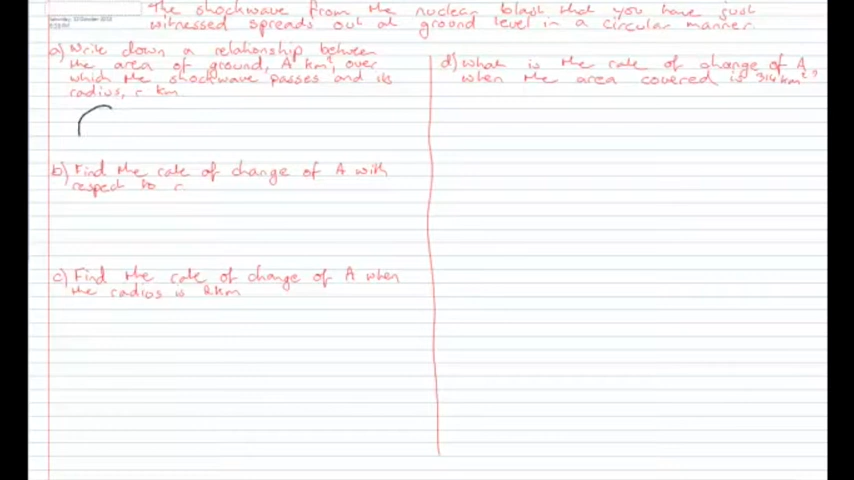 The shockwave from the nuclear blast that you have just
witnessed spreads out at ground level in a circular manner.
a) Write down a relationship between
the area of ground, A km², over
which the shockwave passes and its
radius, r km
b) Find the rate of change of A with
respect to r
c) Find the rate of change of A when
the radius is 2km
d) What is the rate of change of A
when the area covered is 314 km²?